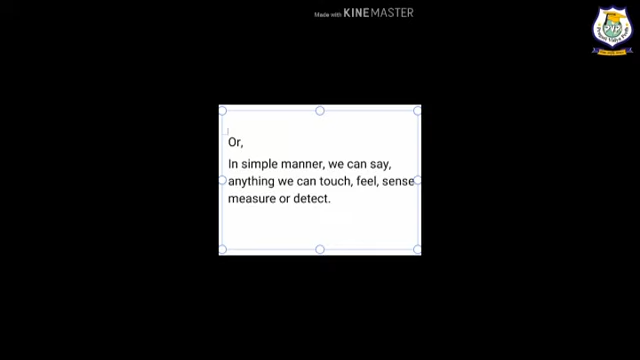 Made with KINEMASTER
PVP
Or,
In simple manner, we can say,
anything we can touch, feel, sense
measure or detect.